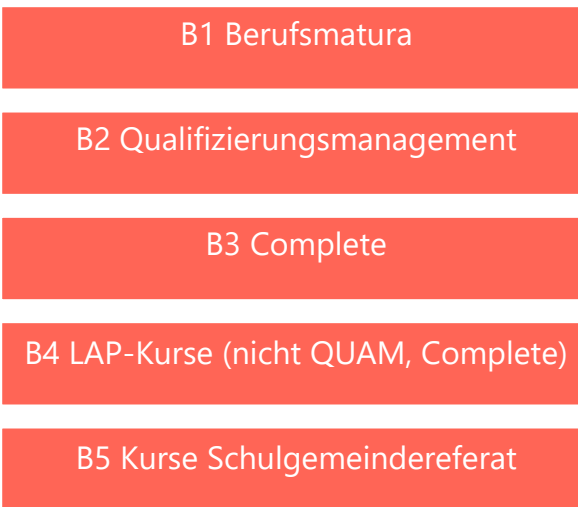 B1 Berufsmatura
B2 Qualifizierungsmanagement
B3 Complete
B4 LAP-Kurse (nicht QUAM, Complete)
B5 Kurse Schulgemeindereferat